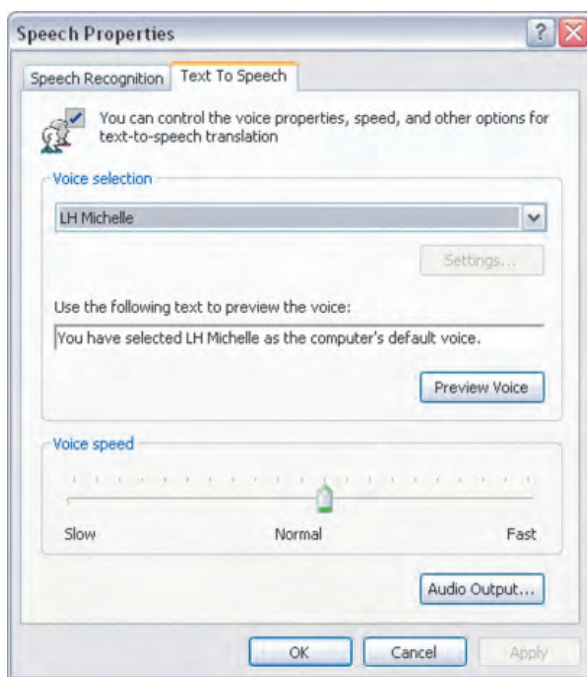 Speech Properties
Speech Recognition Text To Speech
You can control the voice properties, speed, and other options for
text-to-speech translation
Voice selection
LH Michelle
Settings...
Use the following text to preview the voice:
You have selected LH Michelle as the computer's default voice.
Preview Voice
Voice speed
Slow Normal Fast
Audio Output...
OK Cancel Apply